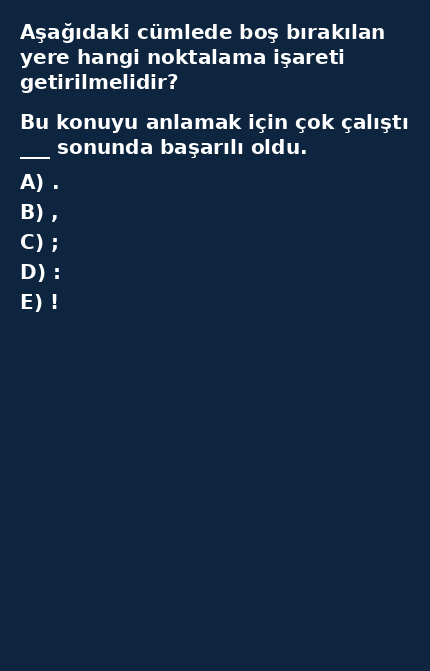 Aşağıdaki cümlede boş bırakılan
yere hangi noktalama işareti
getirilmelidir?
Bu konuyu anlamak için çok çalıştı
___ sonunda başarılı oldu.
A) .
B) ,
C) ;
D) :
E) !